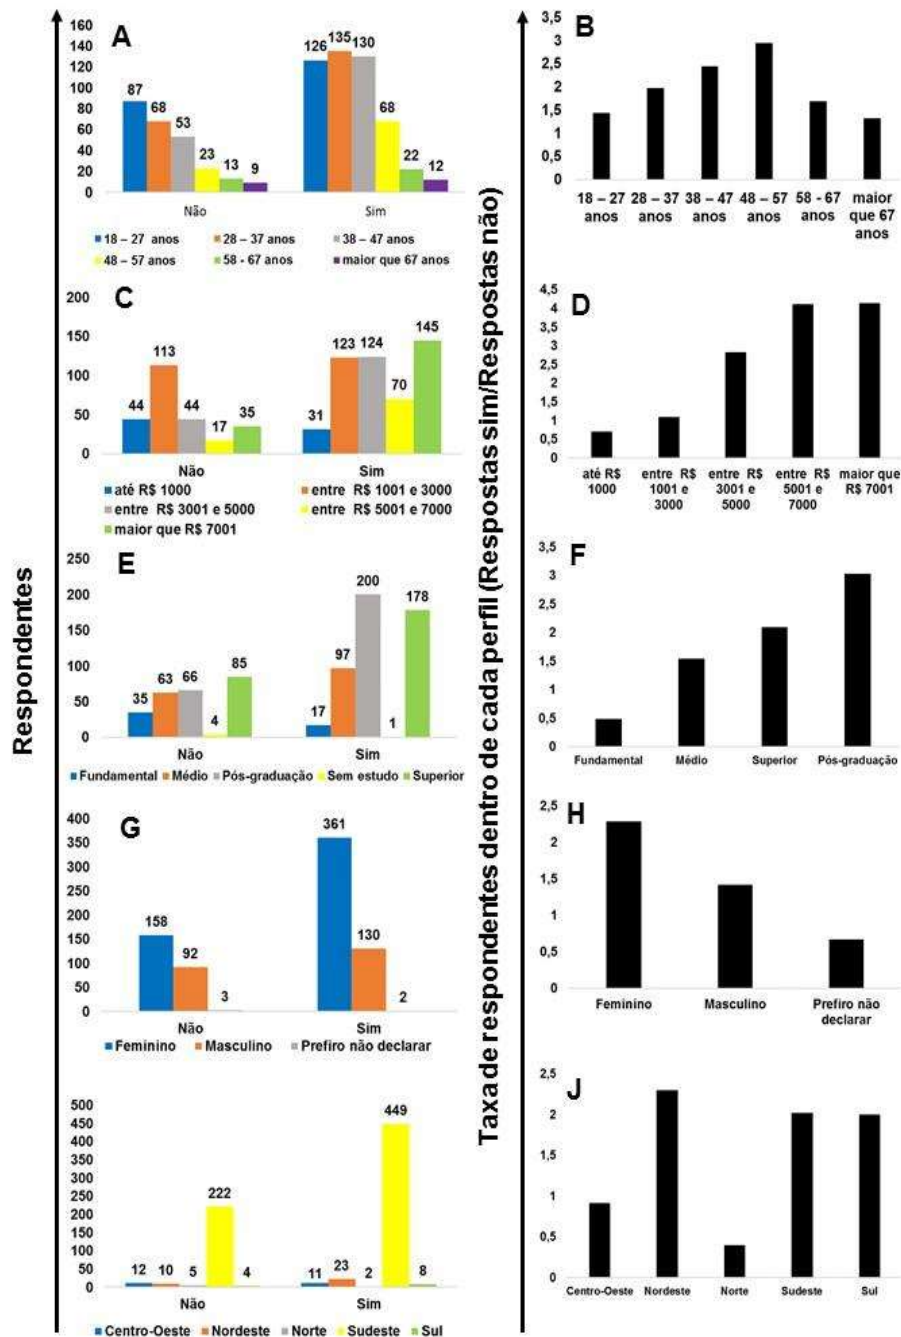 Respondentes
Taxa de respondentes dentro de cada perfil (Respostas sim/Respostas não)
A
160
140
120
100
80
60
40
20
0
87
68
53
23
13
9
126
135
130
68
22
12
Não
Sim
18 – 27 anos
28 – 37 anos
38 – 47 anos
48 – 57 anos
58 - 67 anos
maior que 67 anos
B
3,5
3
2,5
2
1,5
1
0,5
0
18 – 27 anos
28 – 37 anos
38 – 47 anos
48 – 57 anos
58 - 67 anos
maior que 67 anos
C
200
150
100
50
0
44
113
44
17
35
31
123
124
70
145
Não
Sim
até R$ 1000
entre R$ 1001 e 3000
entre R$ 3001 e 5000
entre R$ 5001 e 7000
maior que R$ 7001
D
4,5
4
3,5
3
2,5
2
1,5
1
0,5
0
até R$ 1000
entre R$ 1001 e 3000
entre R$ 3001 e 5000
entre R$ 5001 e 7000
maior que R$ 7001
E
250
200
150
100
50
0
35
63
66
4
85
17
97
200
1
178
Não
Sim
Fundamental
Médio
Pós-graduação
Sem estudo
Superior
F
3,5
3
2,5
2
1,5
1
0,5
0
Fundamental
Médio
Superior
Pós-graduação
G
400
350
300
250
200
150
100
50
0
158
92
3
361
130
2
Não
Sim
Feminino
Masculino
Prefiro não declarar
H
2,5
2
1,5
1
0,5
0
Feminino
Masculino
Prefiro não declarar
500
450
400
350
300
250
200
150
100
50
0
12
10
5
222
4
11
23
2
449
8
Não
Sim
Centro-Oeste
Nordeste
Norte
Sudeste
Sul
J
2,5
2
1,5
1
0,5
0
Centro-Oeste
Nordeste
Norte
Sudeste
Sul